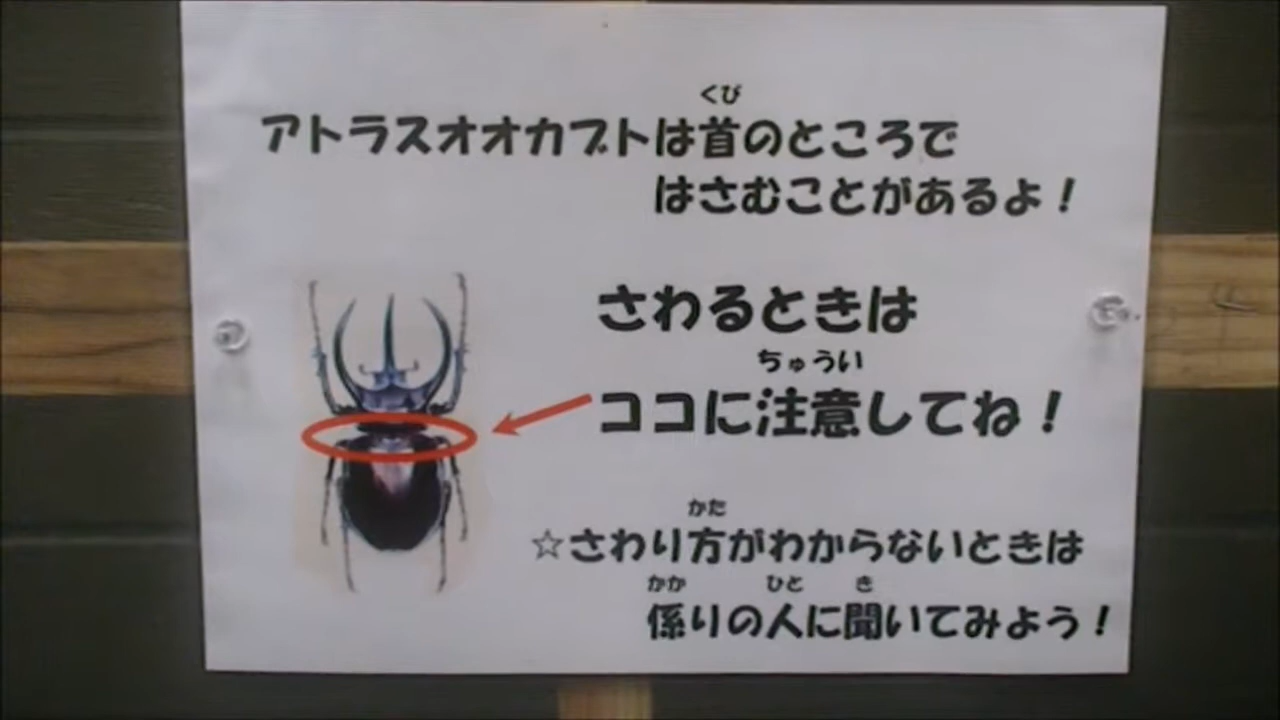 くび
アトラスオオカブトは首のところで
はさむことがあるよ！
さわるときは
ちゅうい
ココに注意してね！
かた
☆さわり方がわからないときは
かか ひと き
係りの人に聞いてみよう！